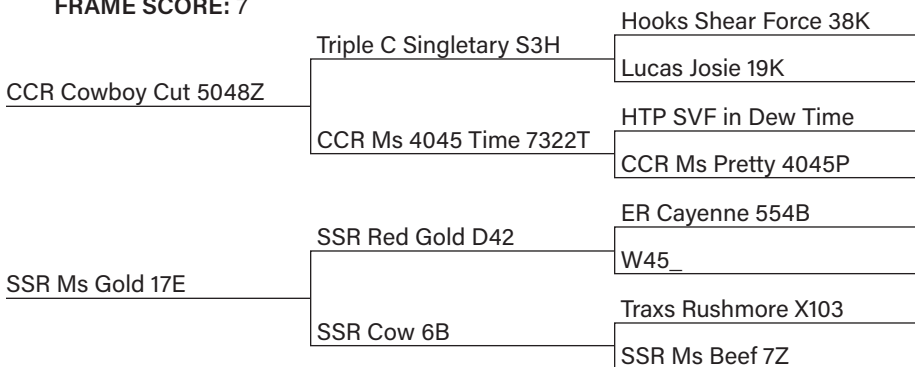 FRAME SCORE: 7
Hooks Shear Force 38K
Triple C Singletary S3H
Lucas Josie 19K
CCR Cowboy Cut 5048Z
HTP SVF in Dew Time
CCR Ms 4045 Time 7322T
CCR Ms Pretty 4045P
ER Cayenne 554B
SSR Red Gold D42
W45_
SSR Ms Gold 17E
Traxs Rushmore X103
SSR Cow 6B
SSR Ms Beef 7Z